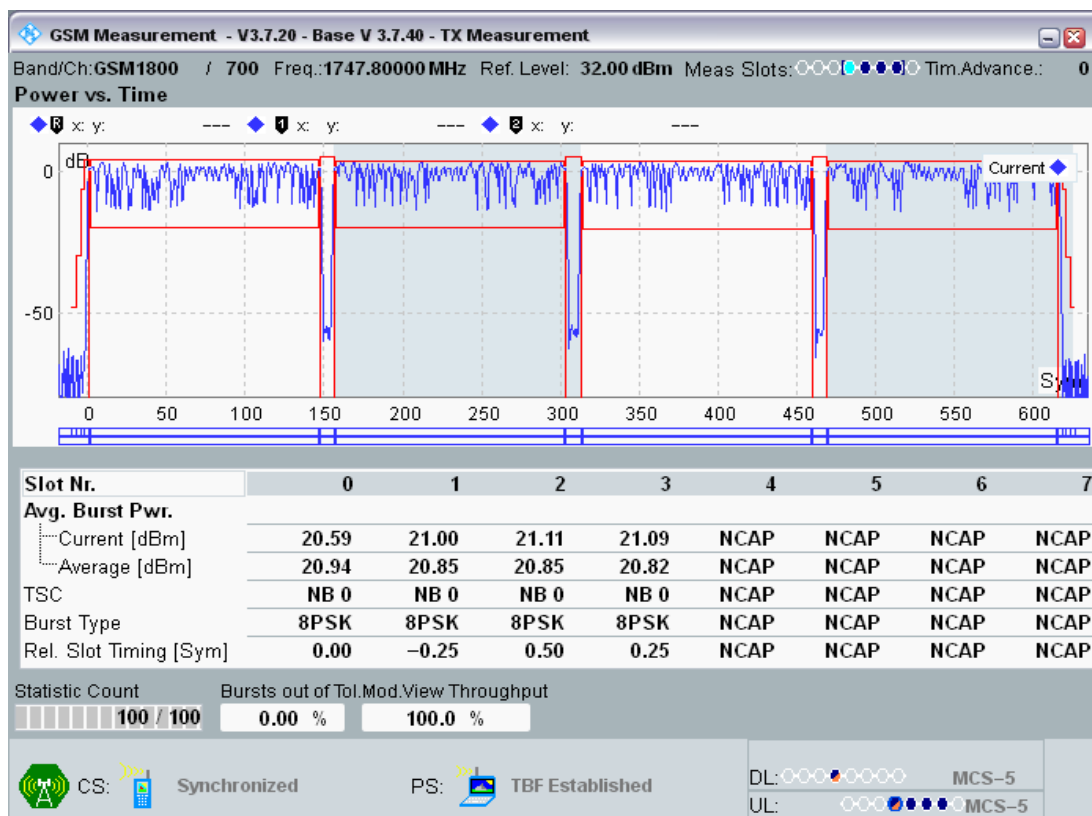 GSM Measurement - V3.7.20 - Base V 3.7.40 - TX Measurement
Band/Ch:GSM1800 / 700 Freq.:1747.80000 MHz Ref. Level: 32.00 dBm Meas Slots: Tim.Advance.: 0
Power vs. Time
R x: y: --- 1 x: y: --- 2 x: y: ---
dB
Current
0
-50
Sym
0 50 100 150 200 250 300 350 400 450 500 550 600
Slot Nr. 0 1 2 3 4 5 6 7
Avg. Burst Pwr.
Current [dBm] 20.59 21.00 21.11 21.09 NCAP NCAP NCAP NCAP
Average [dBm] 20.94 20.85 20.85 20.82 NCAP NCAP NCAP NCAP
TSC NB 0 NB 0 NB 0 NB 0 NCAP NCAP NCAP NCAP
Burst Type 8PSK 8PSK 8PSK 8PSK NCAP NCAP NCAP NCAP
Rel. Slot Timing [Sym] 0.00 −0.25 0.50 0.25 NCAP NCAP NCAP NCAP
Statistic Count Bursts out of Tol.Mod.View Throughput
100 / 100 0.00 % 100.0 %
CS: Synchronized PS: TBF Established DL: MCS−5
UL: MCS−5